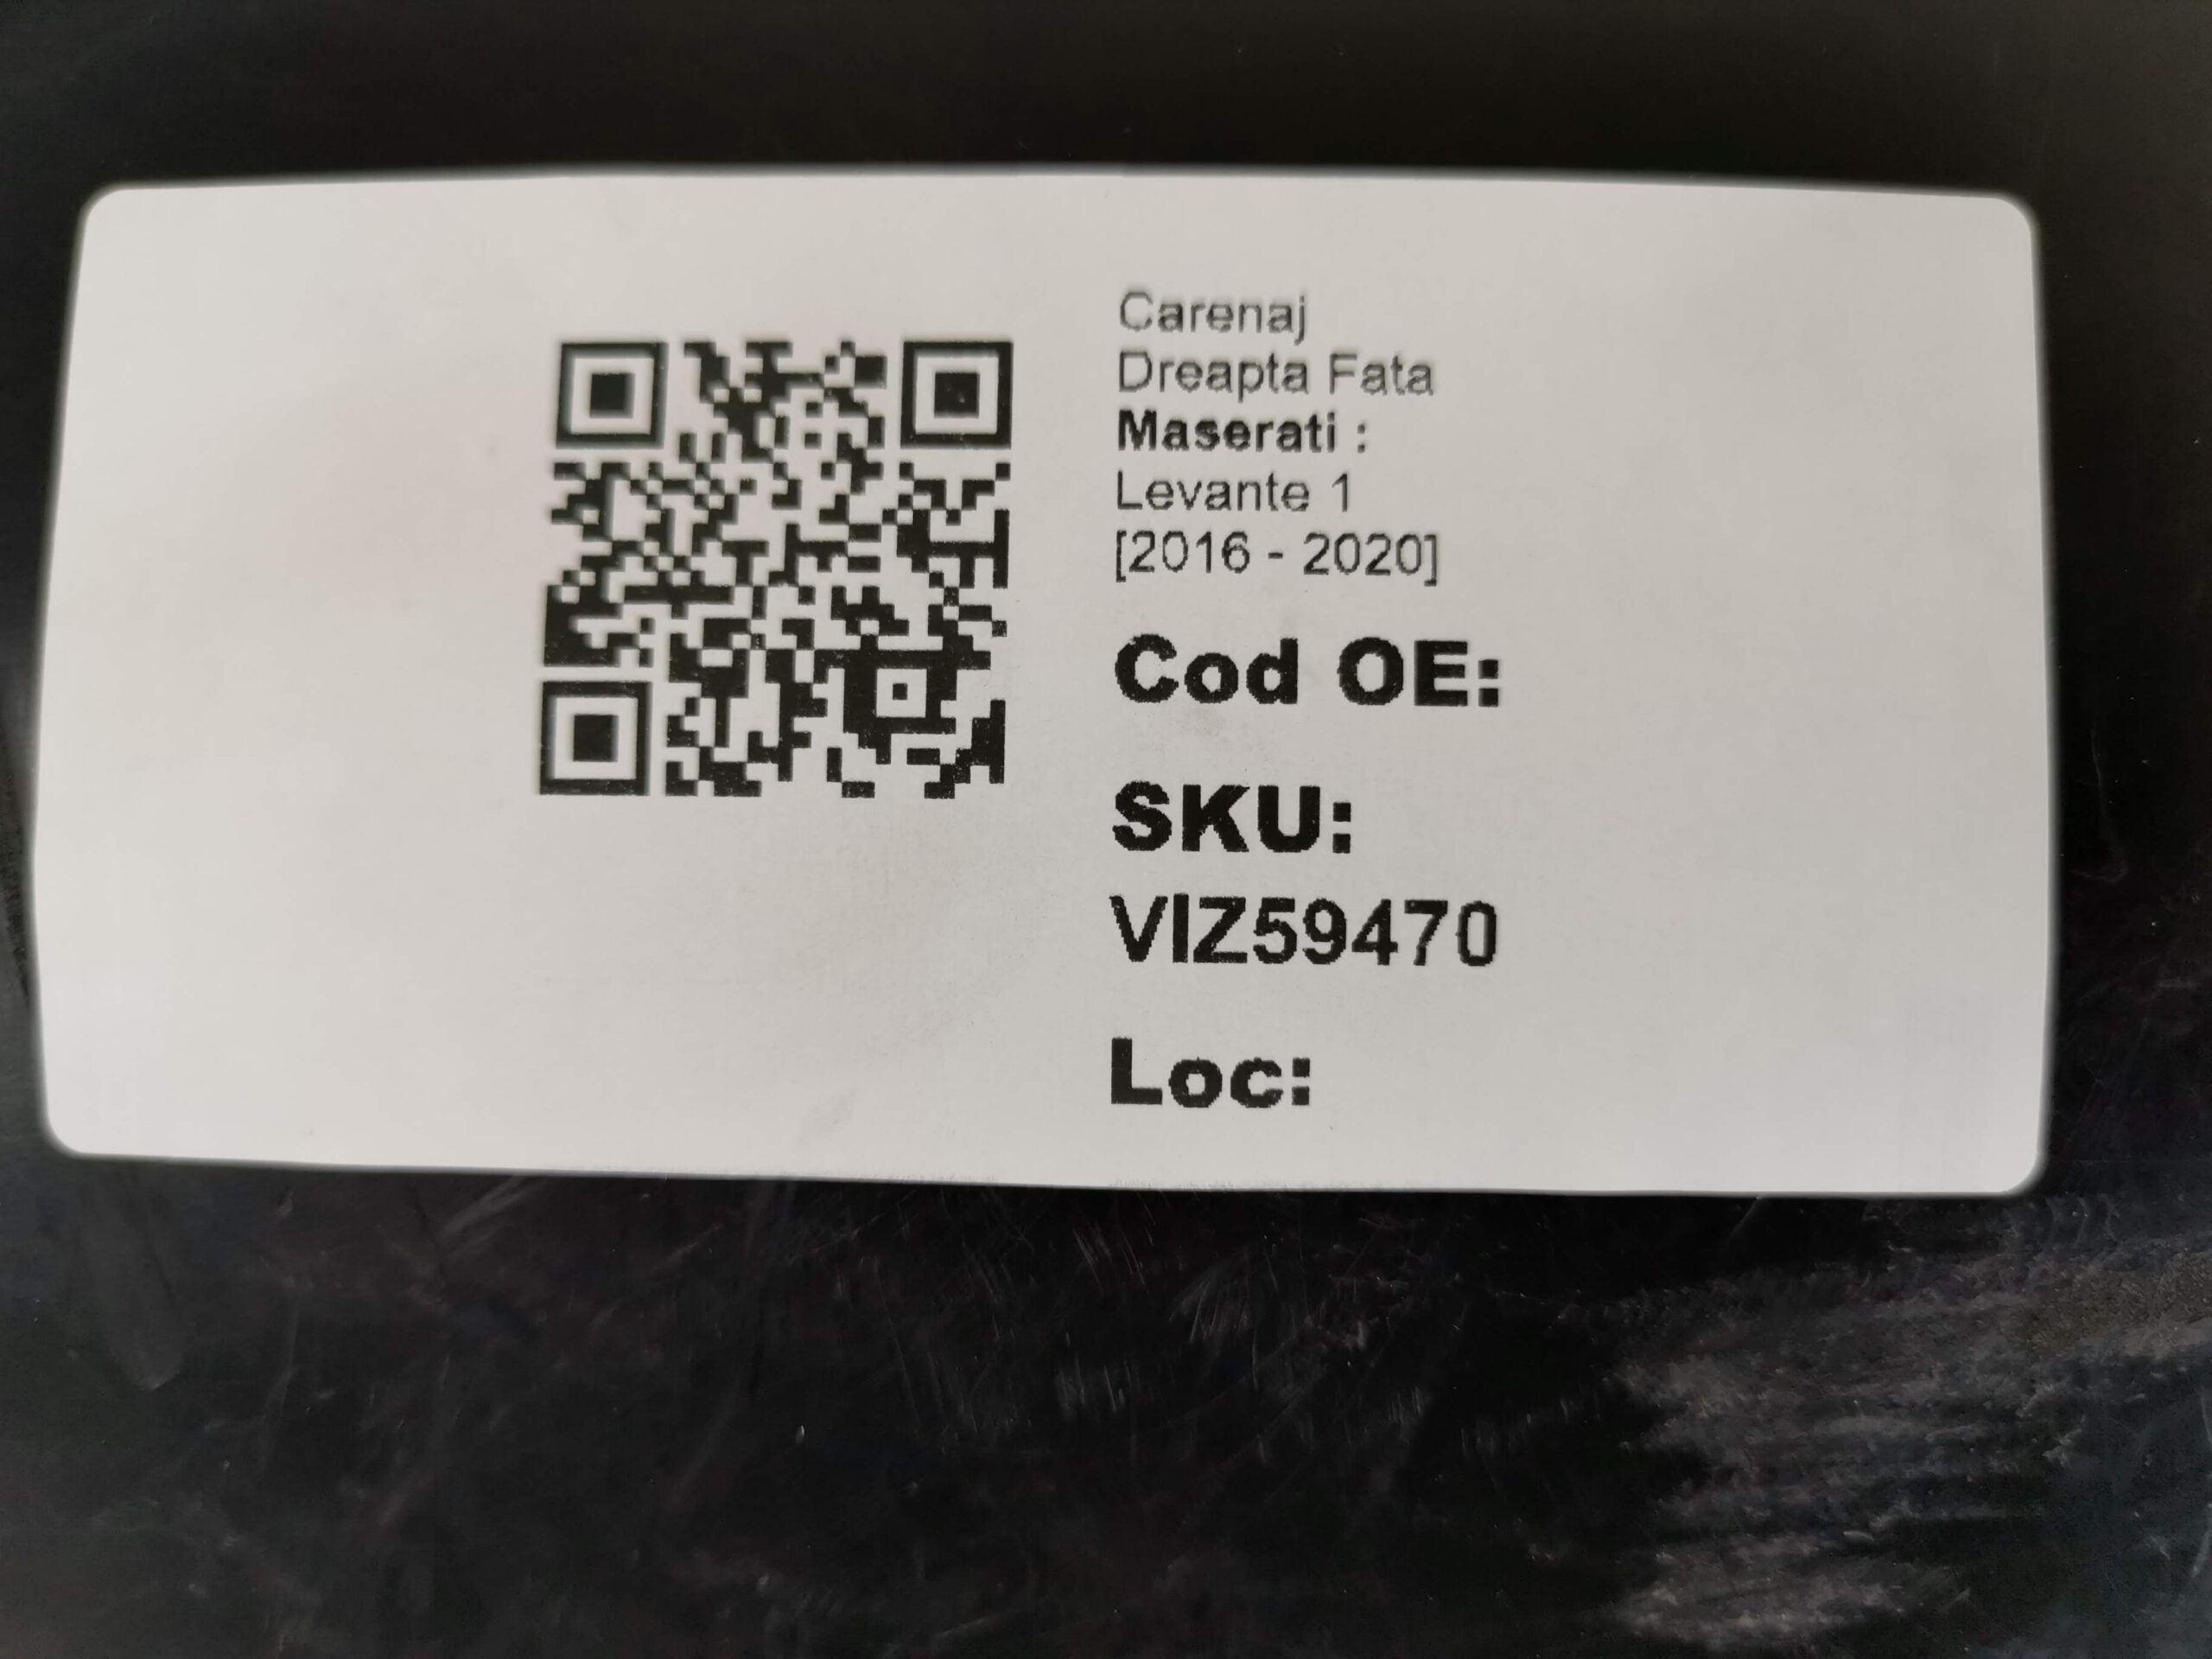 Carenaj
Dreapta Fata
Maserati :
Levante 1
[2016 - 2020]
Cod OE:
SKU:
VIZ59470
Loc: